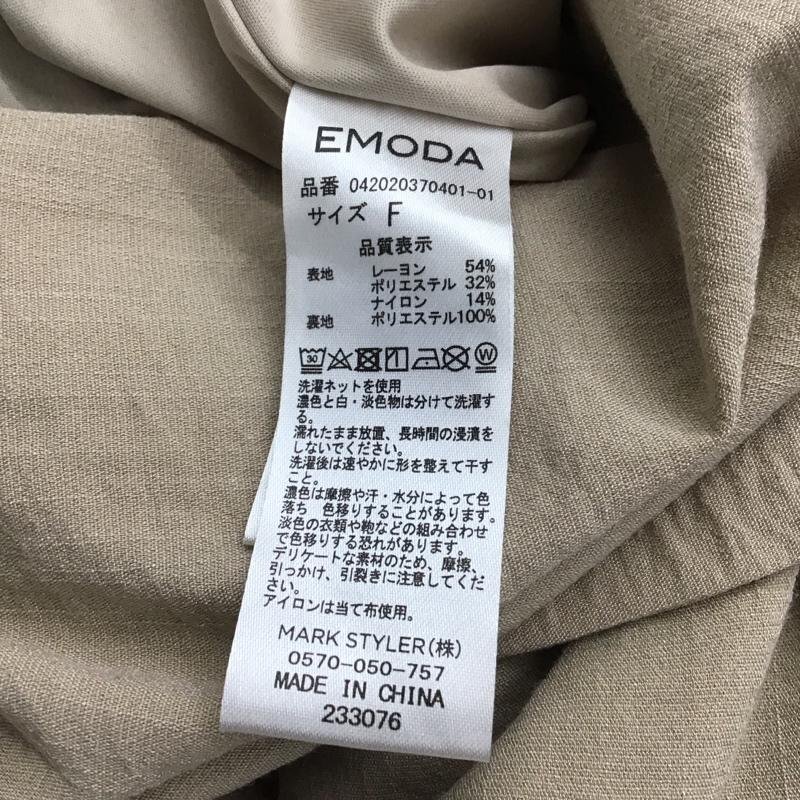 EMODA
品番 042020370401-01
サイズ F
品質表示
表地 レーヨン 54%
ポリエステル 32%
ナイロン 14%
裏地 ポリエステル100%
30 W
洗濯ネットを使用
濃色と白・淡色物は分けて洗濯す
る。
濡れたまま放置、長時間の浸漬を
しないでください。
洗濯後は速やかに形を整えて干す
こと。
濃色は摩擦や汗・水分によって色
落ち 色移りすることがあります。
淡色の衣類や鞄などの組み合わせ
で色移りする恐れがあります。
デリケートな素材のため、摩擦、
引っかけ、引裂きに注意してくだ
さい。
アイロンは当て布使用。
MARK STYLER(株)
0570-050-757
MADE IN CHINA
233076